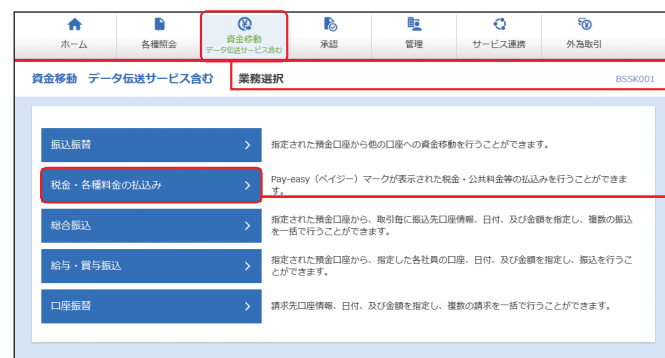 ホーム
各種照会
資金移動
データ伝送サービス含む
承認
管理
サービス連携
外為取引
資金移動 データ伝送サービス含む 業務選択 BSSK001
振込振替
指定された預金口座から他の口座への資金移動を行うことができます。
税金・各種料金の払込み
Pay-easy（ペイジー）マークが表示された税金・公共料金等の払込みを行うことができま
す。
総合振込
指定された預金口座から、取引毎に振込先口座情報、日付、及び金額を指定し、複数の振込
を一括で行うことができます。
給与・賞与振込
指定された預金口座から、指定した各社員の口座、日付、及び金額を指定し、振込を行うこ
とができます。
口座振替
請求先口座情報、日付、及び金額を指定し、複数の請求を一括で行うことができます。